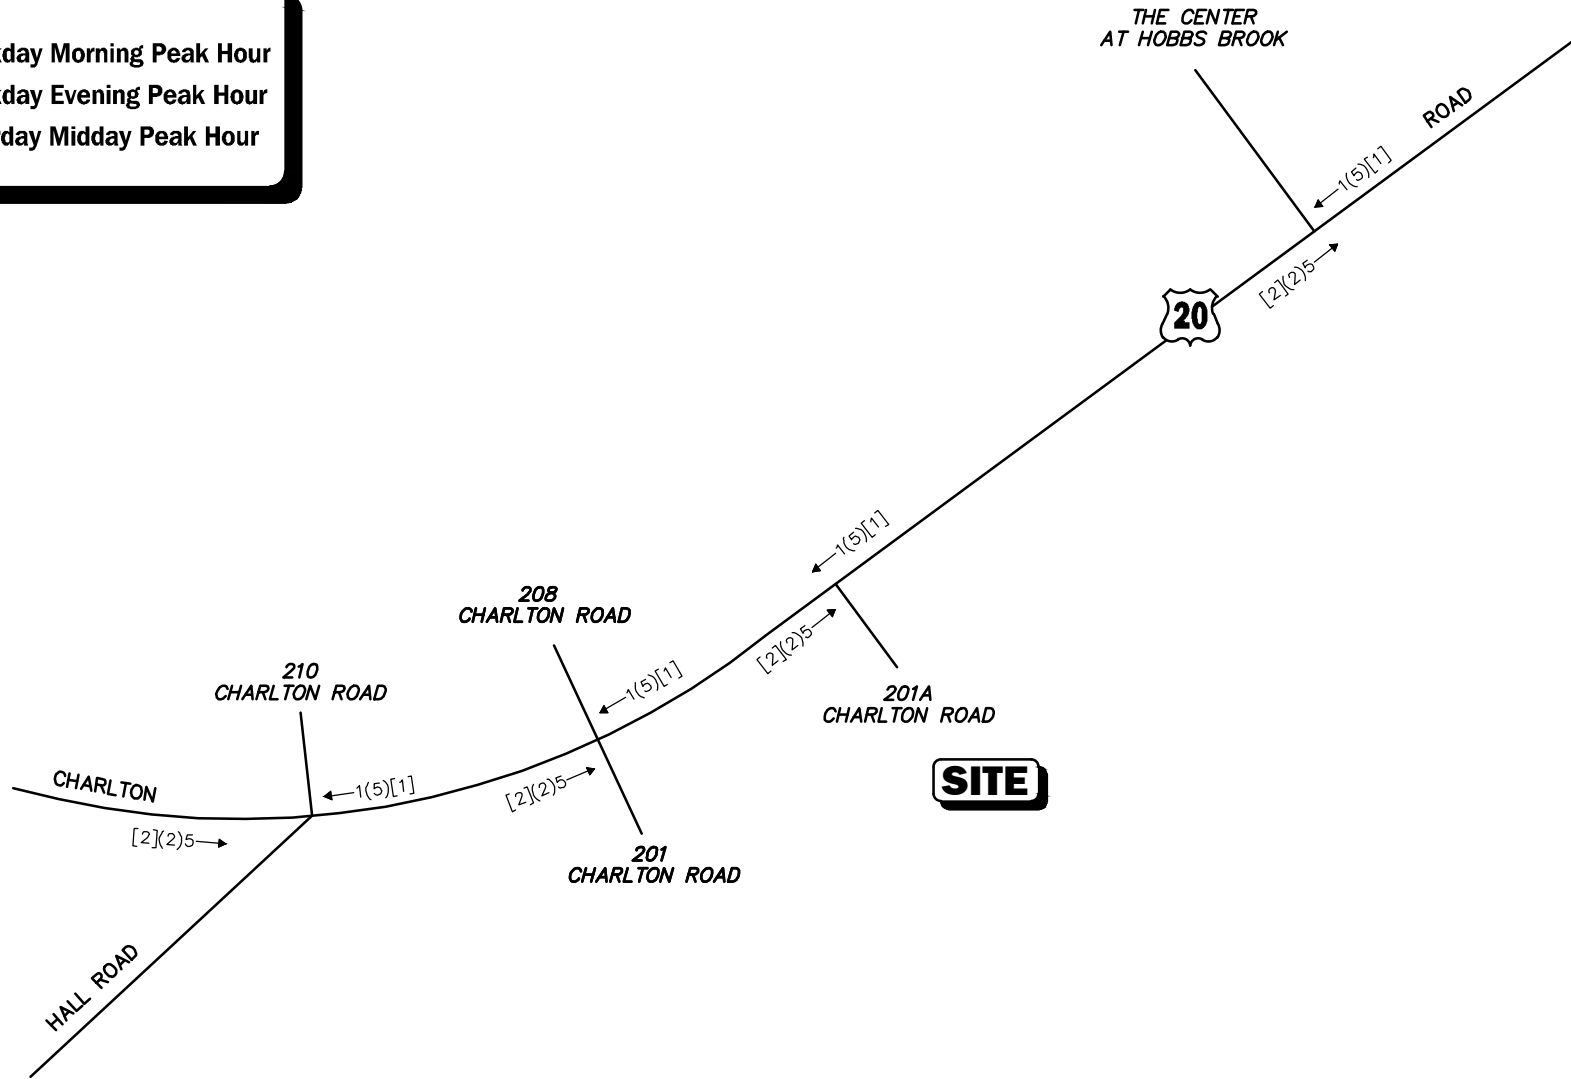 day Morning Peak Hour
day Evening Peak Hour
day Midday Peak Hour
THE CENTER
AT HOBBS BROOK
ROAD
1(5)[1]
[2](2)5
20
1(5)[1]
[2](2)5
208
CHARLTON ROAD
1(5)[1]
201A
CHARLTON ROAD
210
CHARLTON ROAD
SITE
CHARLTON
1(5)[1]
[2](2)5
[2](2)5
201
CHARLTON ROAD
HALL ROAD